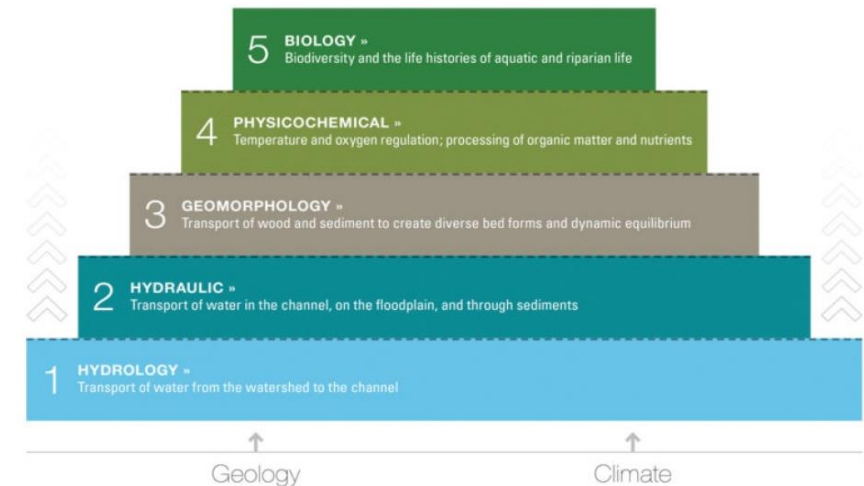 5 BIOLOGY »
Biodiversity and the life histories of aquatic and riparian life
4 PHYSICOCHEMICAL »
Temperature and oxygen regulation; processing of organic matter and nutrients
3 GEOMORPHOLOGY »
Transport of wood and sediment to create diverse bed forms and dynamic equilibrium
2 HYDRAULIC »
Transport of water in the channel, on the floodplain, and through sediments
1 HYDROLOGY »
Transport of water from the watershed to the channel
Geology Climate